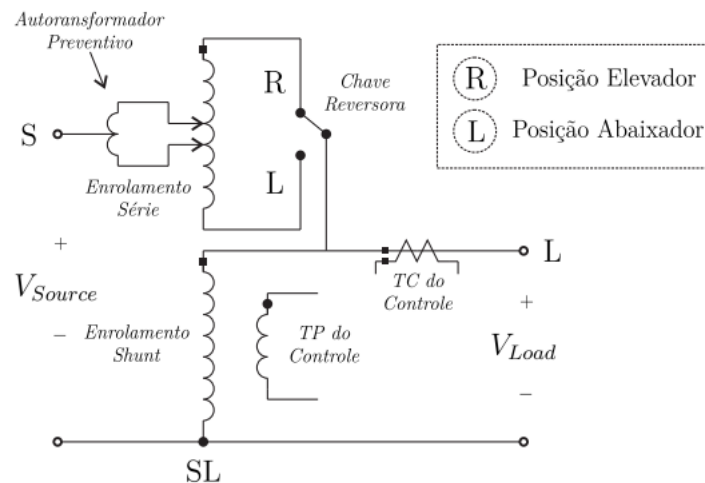 Autotransformador
Preventivo
R
Chave
Reversora
R Posição Elevador
L Posição Abaixador
S
L
Enrolamento
Série
+
L
TC do
Controle
V_Source
+
−
Enrolamento
Shunt
TP do
Controle
V_Load
−
SL